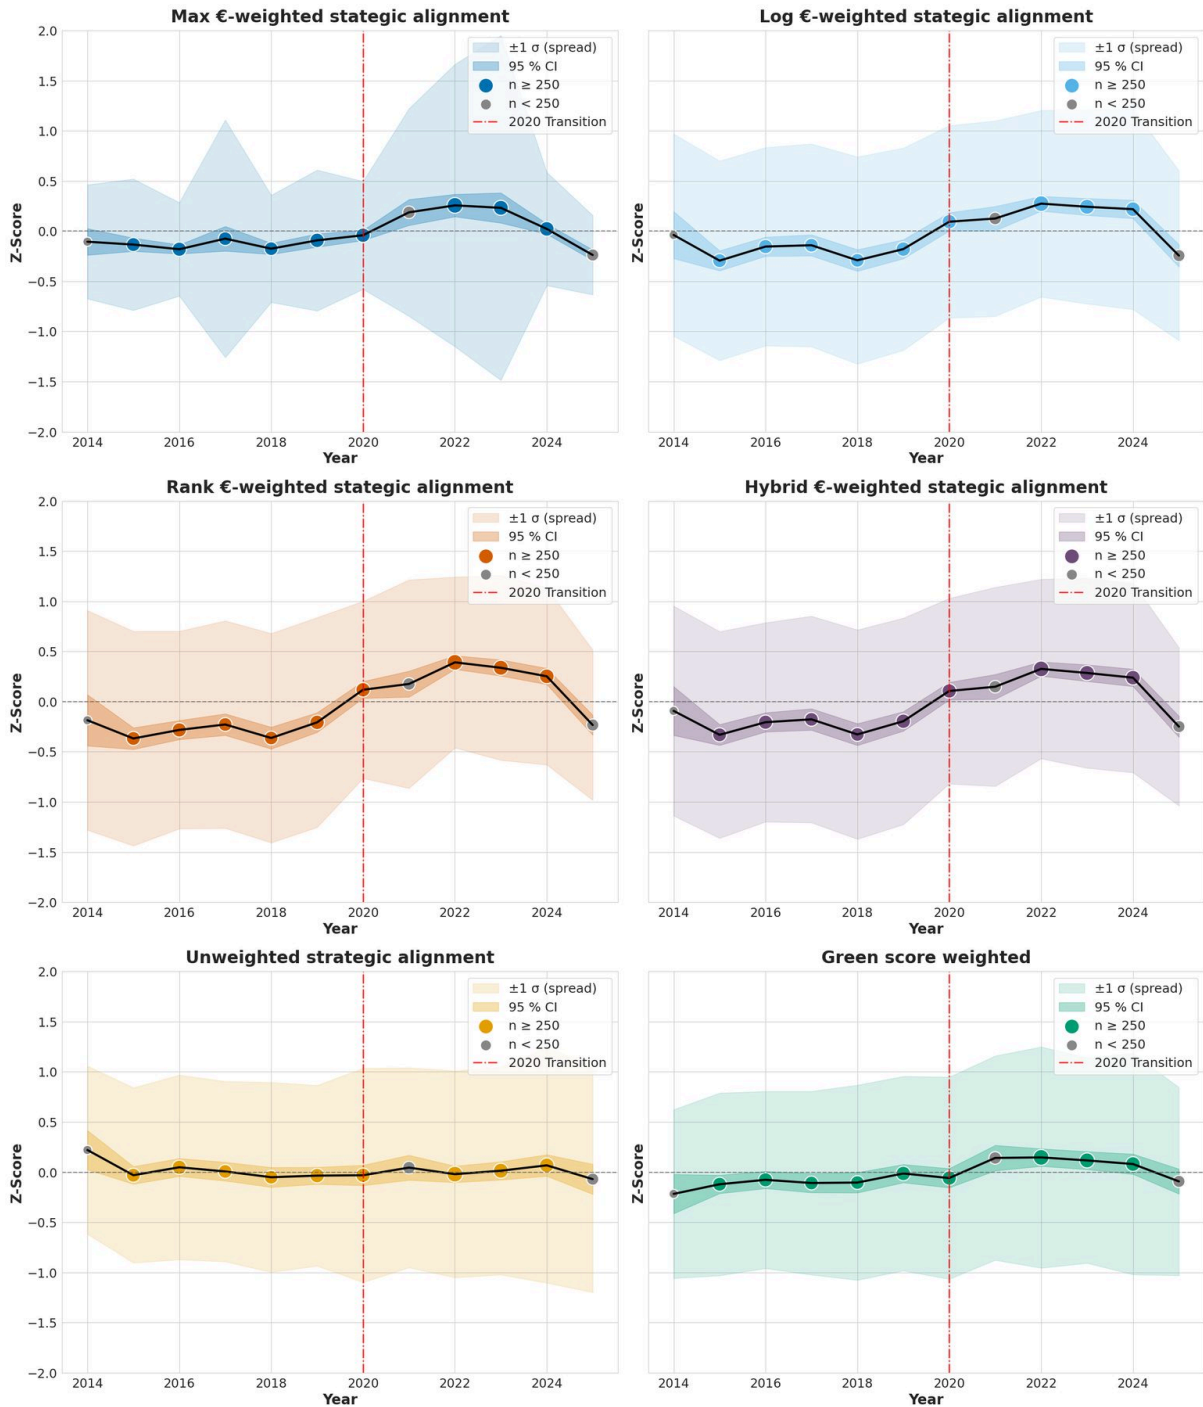 Max €-weighted stategic alignment
Z-Score
2.0
1.5
1.0
0.5
0.0
−0.5
−1.0
−1.5
−2.0
±1 σ (spread)
95 % CI
n ≥ 250
n < 250
2020 Transition
2014 2016 2018 2020 2022 2024
Year
Log €-weighted stategic alignment
Z-Score
±1 σ (spread)
95 % CI
n ≥ 250
n < 250
2020 Transition
2014 2016 2018 2020 2022 2024
Year
Rank €-weighted stategic alignment
Z-Score
2.0
1.5
1.0
0.5
0.0
−0.5
−1.0
−1.5
−2.0
±1 σ (spread)
95 % CI
n ≥ 250
n < 250
2020 Transition
2014 2016 2018 2020 2022 2024
Year
Hybrid €-weighted stategic alignment
Z-Score
±1 σ (spread)
95 % CI
n ≥ 250
n < 250
2020 Transition
2014 2016 2018 2020 2022 2024
Year
Unweighted strategic alignment
Z-Score
2.0
1.5
1.0
0.5
0.0
−0.5
−1.0
−1.5
−2.0
±1 σ (spread)
95 % CI
n ≥ 250
n < 250
2020 Transition
2014 2016 2018 2020 2022 2024
Year
Green score weighted
Z-Score
±1 σ (spread)
95 % CI
n ≥ 250
n < 250
2020 Transition
2014 2016 2018 2020 2022 2024
Year